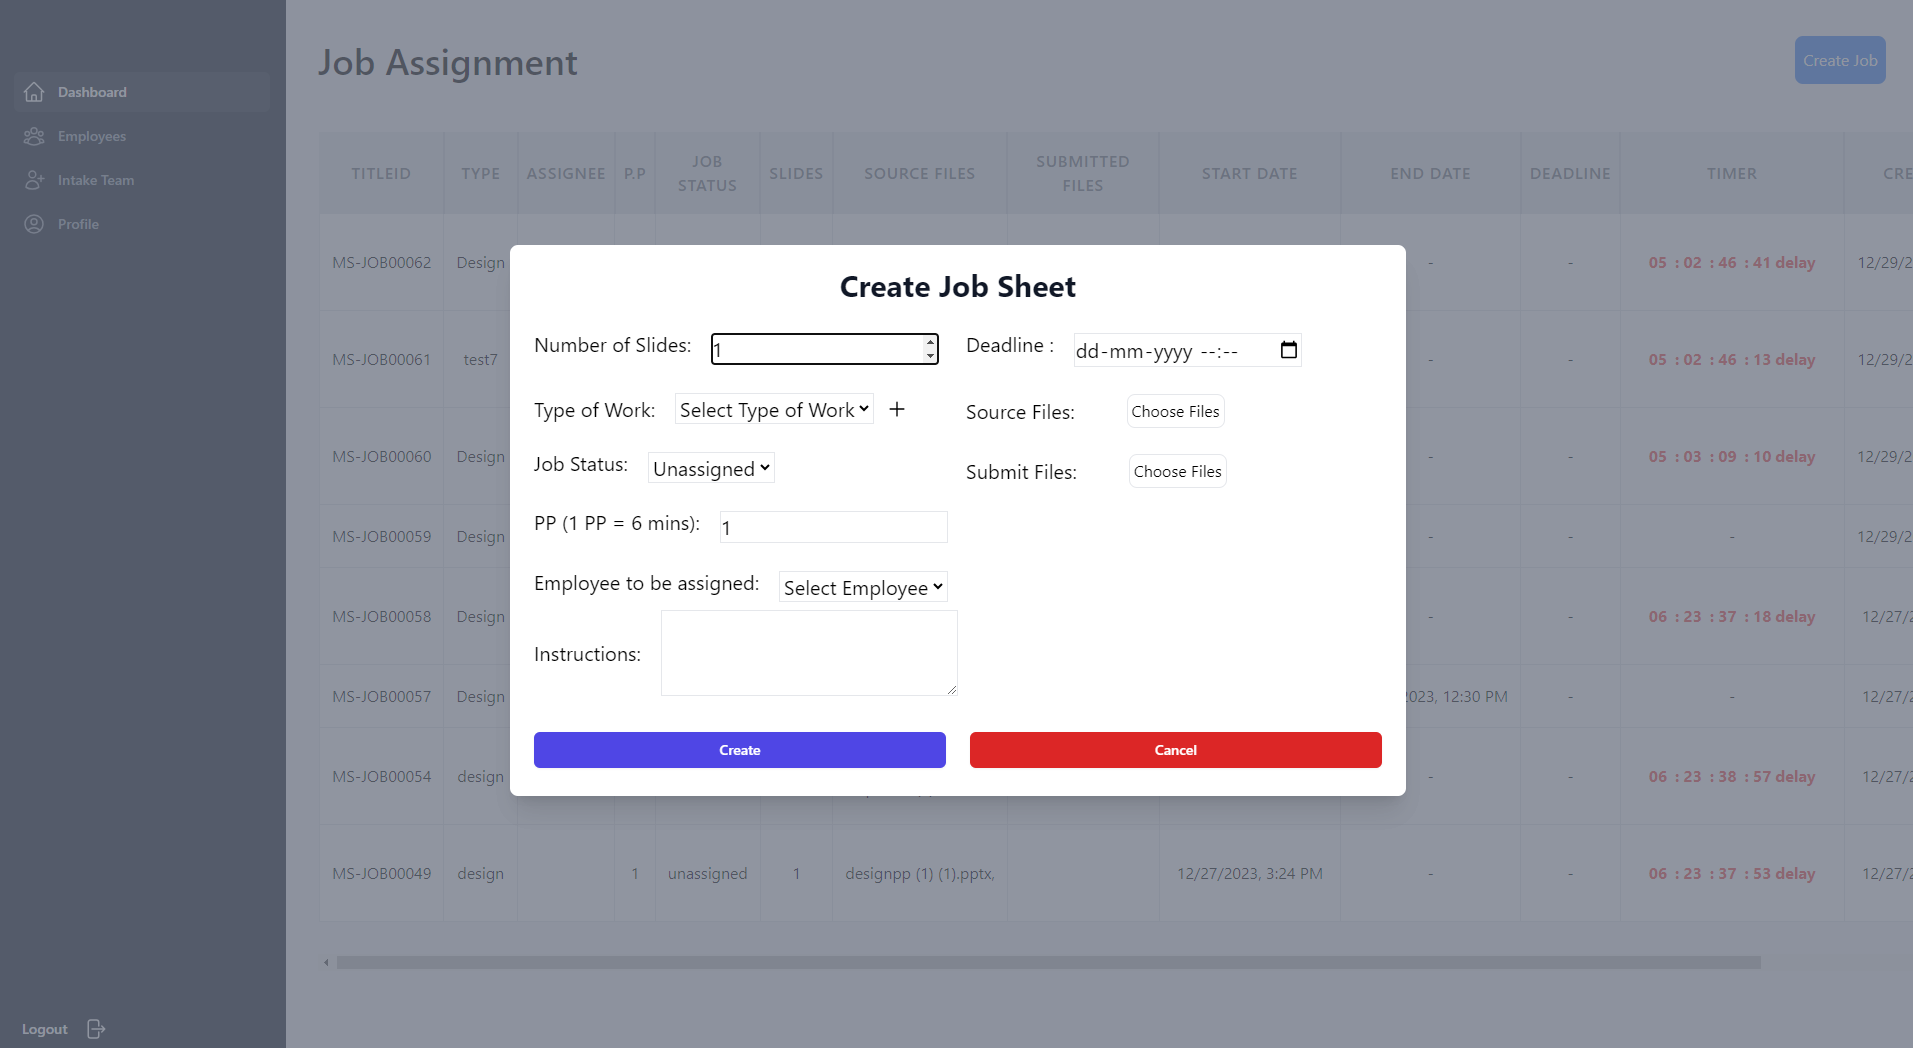 Job Assignment
Create Job
Dashboard
Employees
Intake Team
Profile
TITLEID TYPE ASSIGNEE P.P JOB STATUS SLIDES SOURCE FILES SUBMITTED FILES START DATE END DATE DEADLINE TIMER CRE
MS-JOB00062 Design - - 05 : 02 : 46 : 41 delay 12/29/2
MS-JOB00061 test7 - - 05 : 02 : 46 : 13 delay 12/29/2
MS-JOB00060 Design - - 05 : 03 : 09 : 10 delay 12/29/2
MS-JOB00059 Design - - - 12/29/2
MS-JOB00058 Design - - 06 : 23 : 37 : 18 delay 12/27/2
MS-JOB00057 Design 2023, 12:30 PM - - 12/27/2
MS-JOB00054 design - - 06 : 23 : 38 : 57 delay 12/27/2
MS-JOB00049 design 1 unassigned 1 designpp (1) (1).pptx, 12/27/2023, 3:24 PM - - 06 : 23 : 37 : 53 delay 12/27/2
Create Job Sheet
Number of Slides: 1 Deadline : dd-mm-yyyy --:--
Type of Work: Select Type of Work + Source Files: Choose Files
Job Status: Unassigned Submit Files: Choose Files
PP (1 PP = 6 mins): 1
Employee to be assigned: Select Employee
Instructions:
Create Cancel
Logout